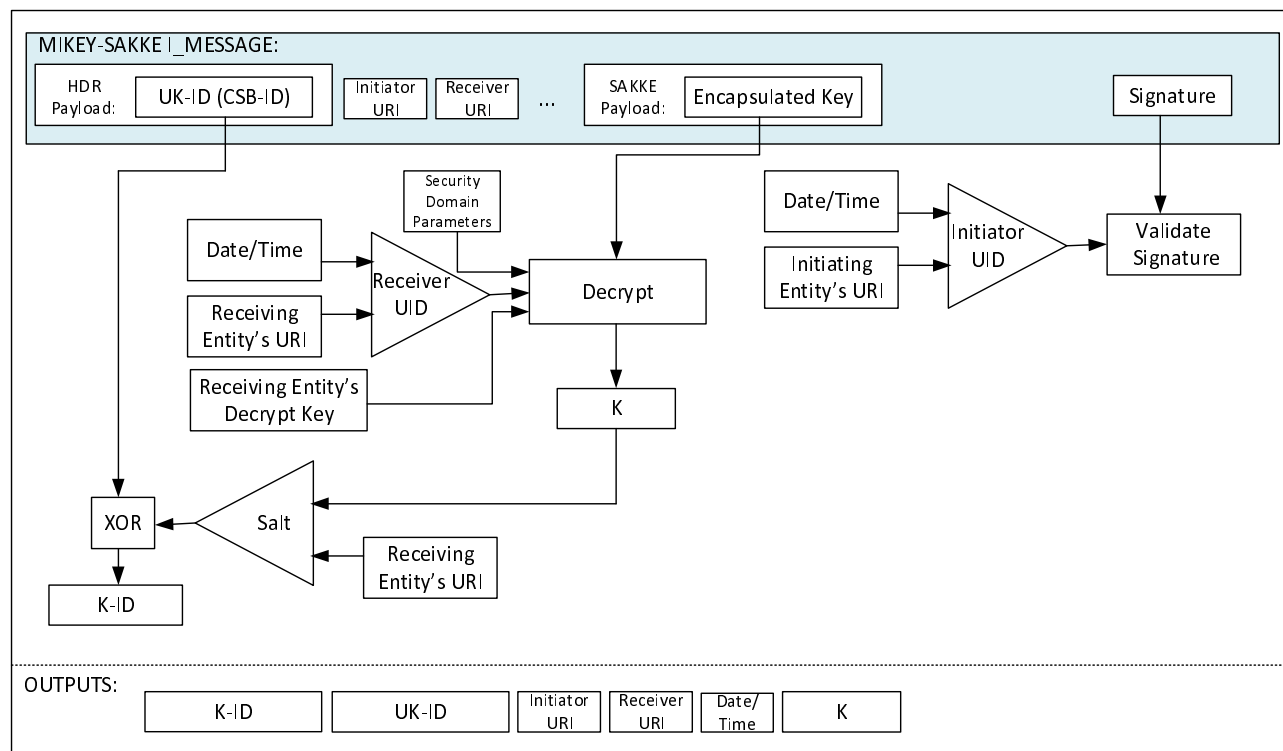 MIKEY-SAKKE I_MESSAGE:
HDR
Payload:
UK-ID (CSB-ID)
Initiator
URI
Receiver
URI
...
SAKKE
Payload:
Encapsulated Key
Signature
Security
Domain
Parameters
Date/Time
Receiving
Entity's URI
Receiver
UID
Receiving Entity's
Decrypt Key
Decrypt
K
Date/Time
Initiating
Entity's URI
Initiator
UID
Validate
Signature
XOR
Salt
Receiving
Entity's URI
K-ID
OUTPUTS:
K-ID
UK-ID
Initiator
URI
Receiver
URI
Date/
Time
K